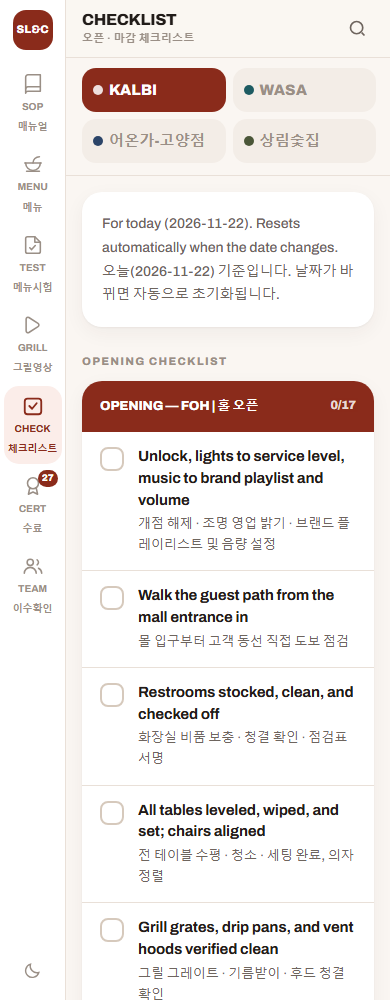 SL&C
SOP
매뉴얼
MENU
메뉴
TEST
메뉴시험
GRILL
그릴영상
CHECK
체크리스트
27
CERT
수료
TEAM
이수확인
CHECKLIST
오픈 · 마감 체크리스트
KALBI
WASA
어온가-고양점
상림숯집
For today (2026-11-22). Resets
automatically when the date changes.
오늘(2026-11-22) 기준입니다. 날짜가 바
뀌면 자동으로 초기화됩니다.
OPENING CHECKLIST
OPENING — FOH | 홀 오픈
0/17
Unlock, lights to service level,
music to brand playlist and
volume
개점 해제 · 조명 영업 밝기 · 브랜드 플
레이리스트 및 음량 설정
Walk the guest path from the
mall entrance in
몰 입구부터 고객 동선 직접 도보 점검
Restrooms stocked, clean, and
checked off
화장실 비품 보충 · 청결 확인 · 점검표
서명
All tables leveled, wiped, and
set; chairs aligned
전 테이블 수평 · 청소 · 세팅 완료, 의자
정렬
Grill grates, drip pans, and vent
hoods verified clean
그릴 그레이트 · 기름받이 · 후드 청결
확인